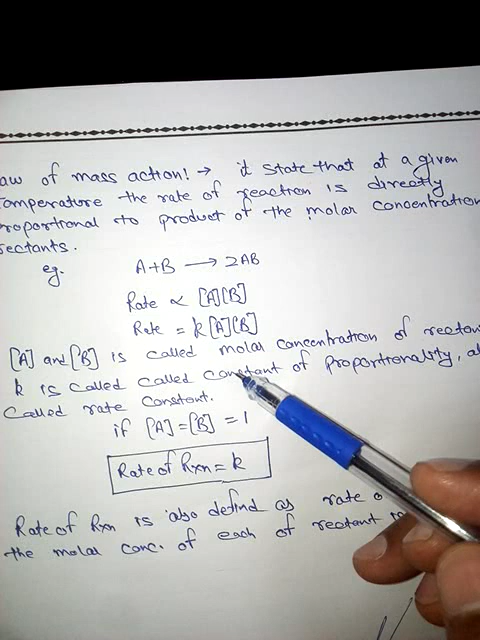 aw of mass action! → it state that at a given
Temperature the rate of reaction is directly
roportional to product of the molar concentration
rectants.
eg. A+B → 2AB
Rate ∝ [A][B]
Rate = k[A][B]
[A] and [B] is called molar concentration of rectan
k is called called constant of proportionality, al
Called rate constant.
if [A]=[B] = 1
Rate of Rxn = k
Rate of Rxn is also defind as rate o
the molar conc. of each of rectant